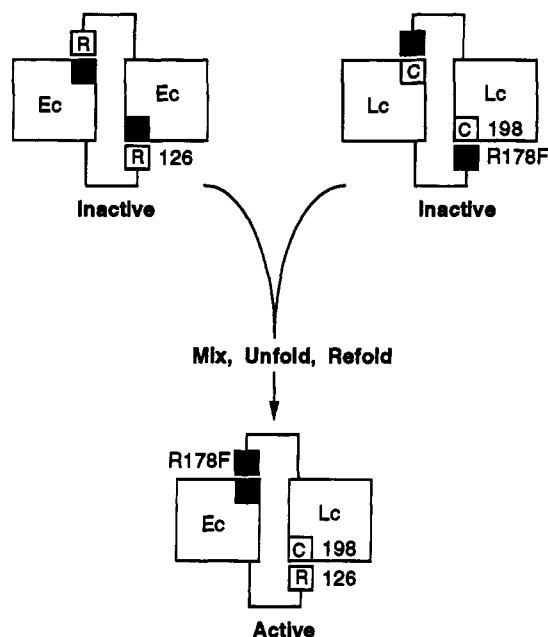 R
Ec
Ec
R 126
Inactive
C
Lc
Lc
C 198
R178F
Inactive
Mix, Unfold, Refold
R178F
Ec
Lc
C 198
R 126
Active